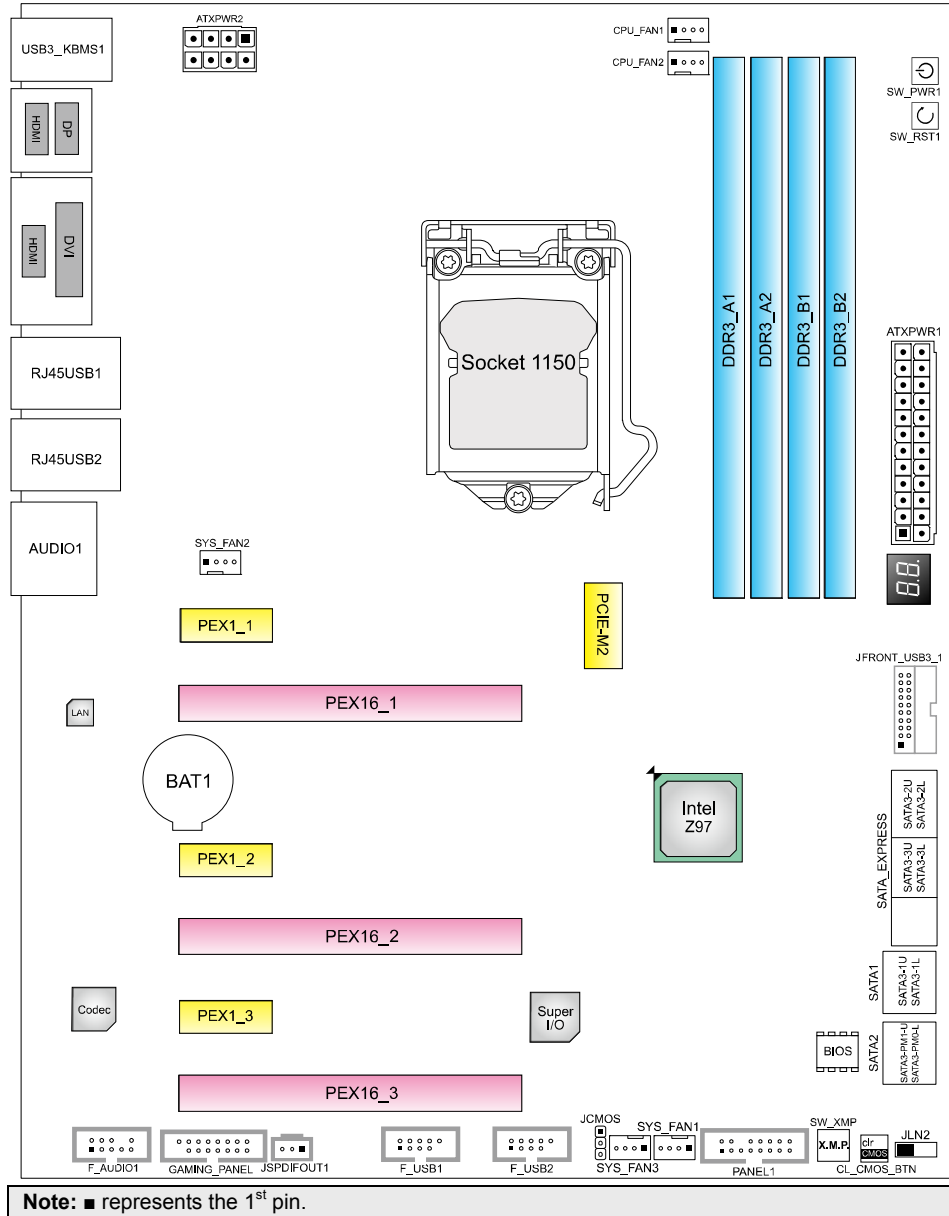 ATXPWR2
USB3_KBMS1
CPU_FAN1
CPU_FAN2
SW_PWR1
SW_RST1
HDMI
DP
HDMI
DVI
DDR3_A1
DDR3_A2
DDR3_B1
DDR3_B2
Socket 1150
ATXPWR1
RJ45USB1
RJ45USB2
AUDIO1
SYS_FAN2
8.8.
PEX1_1
PCIE-M2
JFRONT_USB3_1
PEX16_1
LAN
BAT1
Intel
Z97
SATA_EXPRESS
SATA3-2U
SATA3-2L
SATA3-3U
SATA3-3L
PEX1_2
PEX16_2
SATA1
SATA3-1U
SATA3-1L
Codec
PEX1_3
Super
I/O
BIOS
SATA2
SATA3-PM1-U
SATA3-PM0-L
PEX16_3
F_AUDIO1
GAMING_PANEL
JSPDIFOUT1
F_USB1
F_USB2
JCMOS
SYS_FAN3
SYS_FAN1
PANEL1
SW_XMP
X.M.P.
clr
CMOS
CL_CMOS_BTN
JLN2
Note: ■ represents the 1st pin.